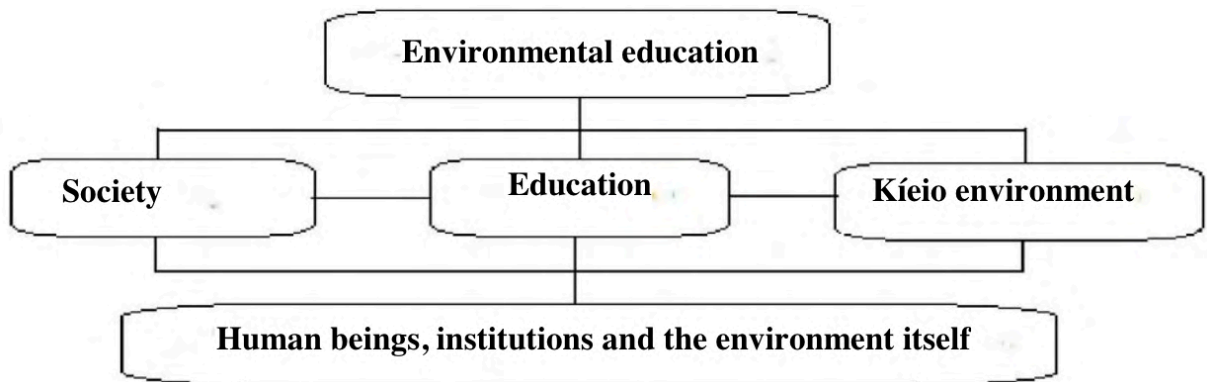 Environmental education
Society
Education
Kíeio environment
Human beings, institutions and the environment itself